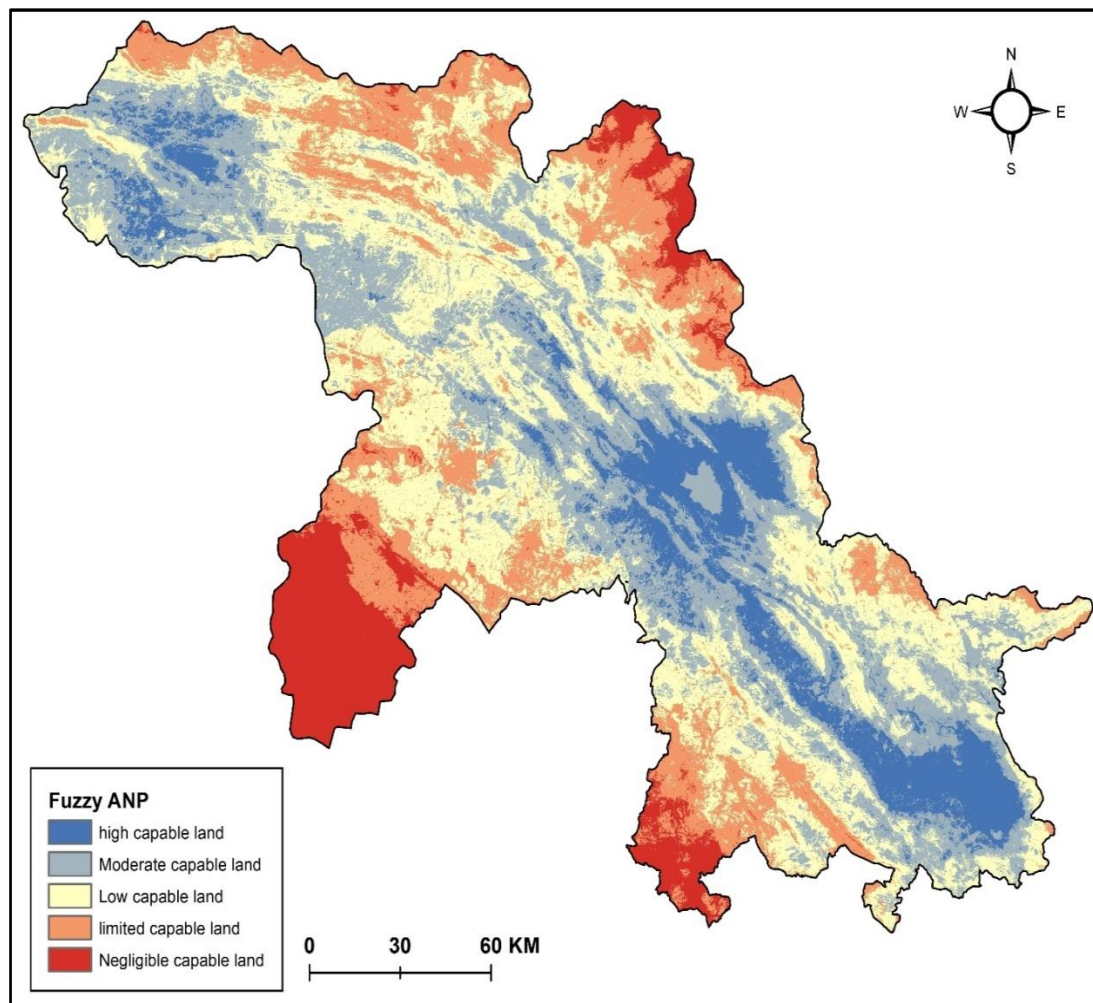 N
W E
S
Fuzzy ANP
high capable land
Moderate capable land
Low capable land
limited capable land
Negligible capable land
0 30 60 KM